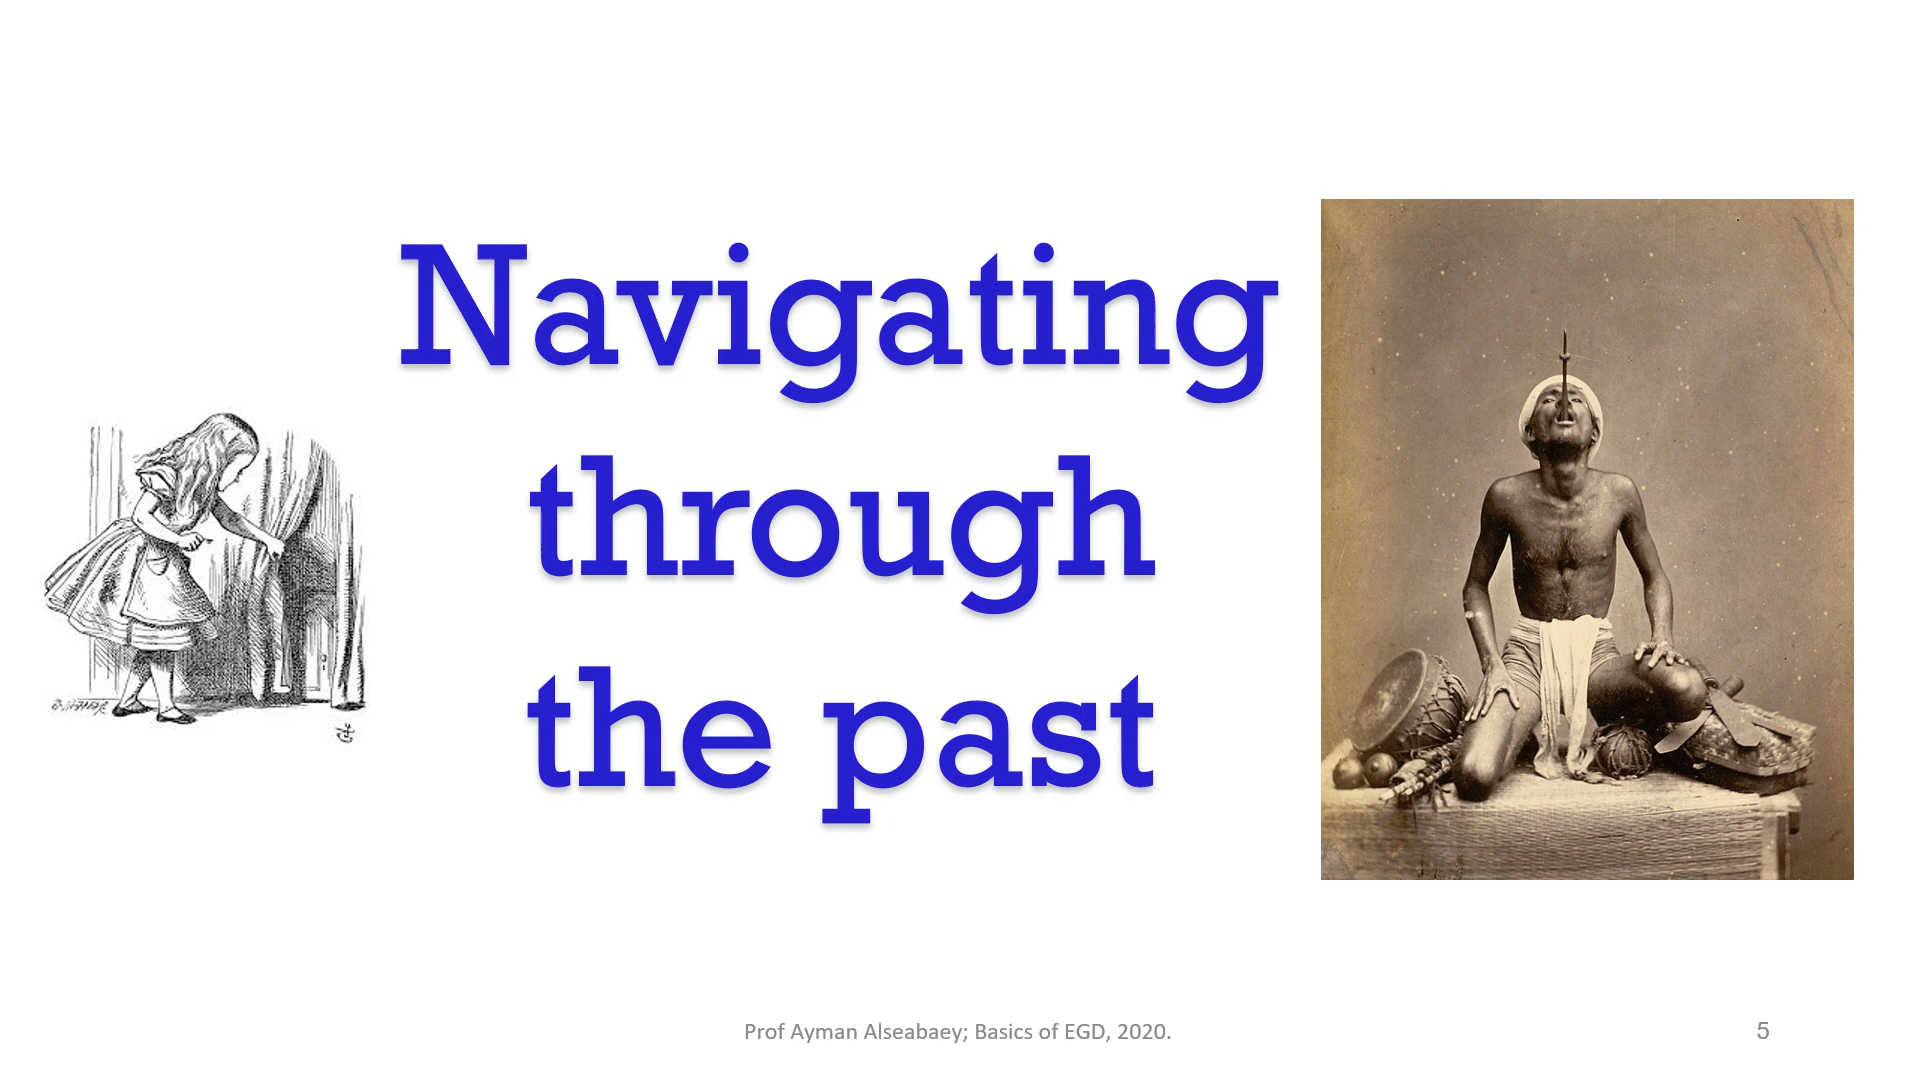 Navigating
through
the past
Prof Ayman Alseabaey; Basics of EGD, 2020.
5